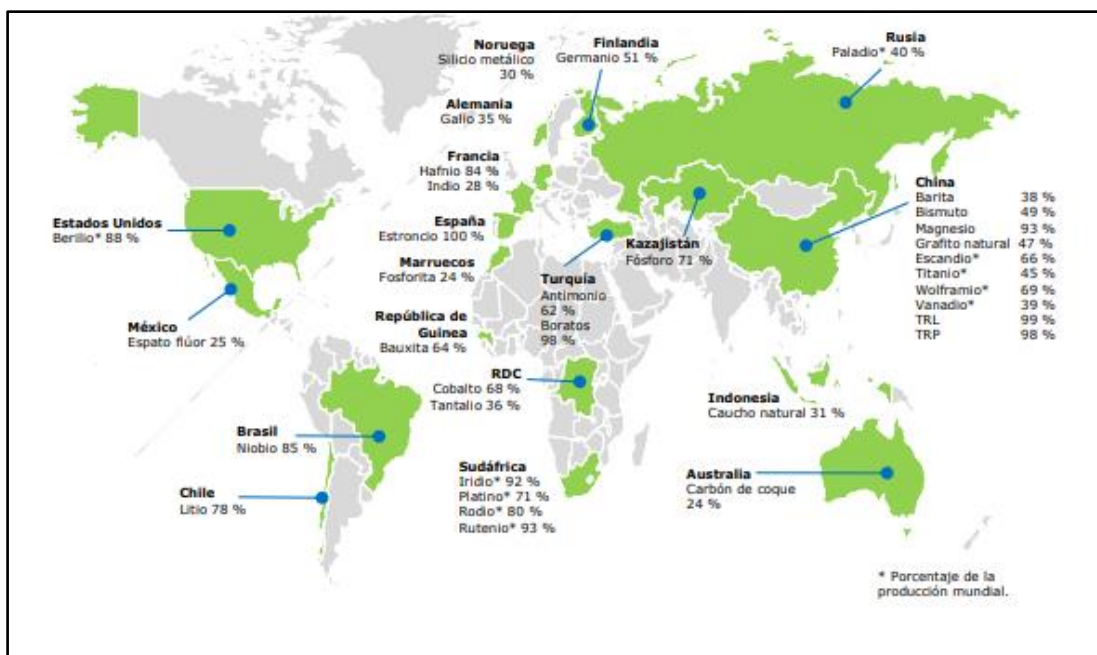 Noruega
Silicio metálico
30 %
Finlandia
Germanio 51 %
Rusia
Paladio* 40 %
Alemania
Galio 35 %
Francia
Hafnio 84 %
Indio 28 %
España
Estroncio 100 %
Marruecos
Fosforita 24 %
Estados Unidos
Berilio* 88 %
México
Espato flúor 25 %
República de
Guinea
Bauxita 64 %
Turquía
Antimonio
62 %
Boratos
98 %
Kazajistán
Fósforo 71 %
China
Barita 38 %
Bismuto 49 %
Magnesio 93 %
Grafito natural 47 %
Escandio* 66 %
Titanio* 45 %
Wolframio* 69 %
Vanadio* 39 %
TRL 99 %
TRP 98 %
RDC
Cobalto 68 %
Tantalio 36 %
Indonesia
Caucho natural 31 %
Brasil
Niobio 85 %
Chile
Litio 78 %
Sudáfrica
Iridio* 92 %
Platino* 71 %
Rodio* 80 %
Rutenio* 93 %
Australia
Carbón de coque
24 %
* Porcentaje de la
producción mundial.